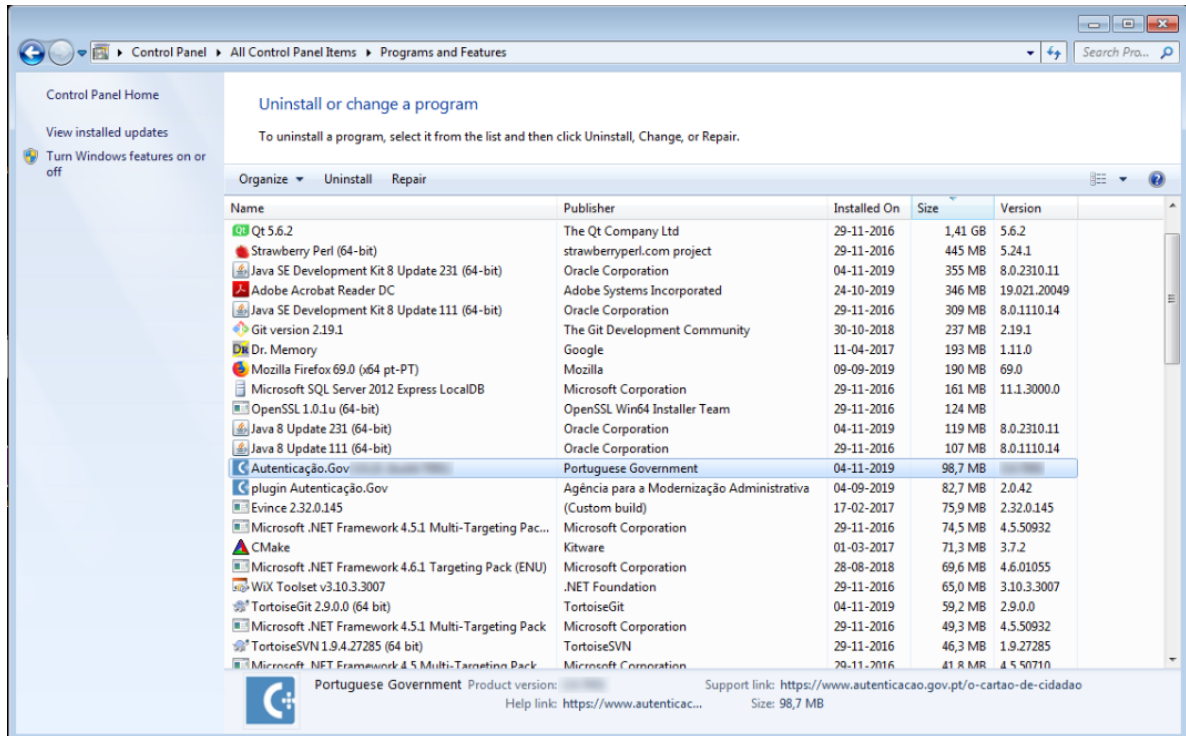 Control Panel All Control Panel Items Programs and Features Search Pro...
Control Panel Home
View installed updates
Turn Windows features on or
off
Uninstall or change a program
To uninstall a program, select it from the list and then click Uninstall, Change, or Repair.
Organize Uninstall Repair
Name Publisher Installed On Size Version
Qt 5.6.2 The Qt Company Ltd 29-11-2016 1,41 GB 5.6.2
Strawberry Perl (64-bit) strawberryperl.com project 29-11-2016 445 MB 5.24.1
Java SE Development Kit 8 Update 231 (64-bit) Oracle Corporation 04-11-2019 355 MB 8.0.2310.11
Adobe Acrobat Reader DC Adobe Systems Incorporated 24-10-2019 346 MB 19.021.20049
Java SE Development Kit 8 Update 111 (64-bit) Oracle Corporation 29-11-2016 309 MB 8.0.1110.14
Git version 2.19.1 The Git Development Community 30-10-2018 237 MB 2.19.1
DR Dr. Memory Google 11-04-2017 193 MB 1.11.0
Mozilla Firefox 69.0 (x64 pt-PT) Mozilla 09-09-2019 190 MB 69.0
Microsoft SQL Server 2012 Express LocalDB Microsoft Corporation 29-11-2016 161 MB 11.1.3000.0
OpenSSL 1.0.1u (64-bit) OpenSSL Win64 Installer Team 29-11-2016 124 MB
Java 8 Update 231 (64-bit) Oracle Corporation 04-11-2019 119 MB 8.0.2310.11
Java 8 Update 111 (64-bit) Oracle Corporation 29-11-2016 107 MB 8.0.1110.14
Autenticação.Gov Portuguese Government 04-11-2019 98,7 MB
plugin Autenticação.Gov Agência para a Modernização Administrativa 04-09-2019 82,7 MB 2.0.42
Evince 2.32.0.145 (Custom build) 17-02-2017 75,9 MB 2.32.0.145
Microsoft .NET Framework 4.5.1 Multi-Targeting Pac... Microsoft Corporation 29-11-2016 74,5 MB 4.5.50932
CMake Kitware 01-03-2017 71,3 MB 3.7.2
Microsoft .NET Framework 4.6.1 Targeting Pack (ENU) Microsoft Corporation 28-08-2018 69,6 MB 4.6.01055
WiX Toolset v3.10.3.3007 .NET Foundation 29-11-2016 65,0 MB 3.10.3.3007
TortoiseGit 2.9.0.0 (64 bit) TortoiseGit 04-11-2019 59,2 MB 2.9.0.0
Microsoft .NET Framework 4.5.1 Multi-Targeting Pack Microsoft Corporation 29-11-2016 49,3 MB 4.5.50932
TortoiseSVN 1.9.4.27285 (64 bit) TortoiseSVN 29-11-2016 46,3 MB 1.9.27285
Microsoft .NET Framework 4.5 Multi-Targeting Pack Microsoft Corporation 29-11-2016 41,8 MB 4.5.50710
Portuguese Government Product version: Support link: https://www.autenticacao.gov.pt/o-cartao-de-cidadao
Help link: https://www.autenticac... Size: 98,7 MB